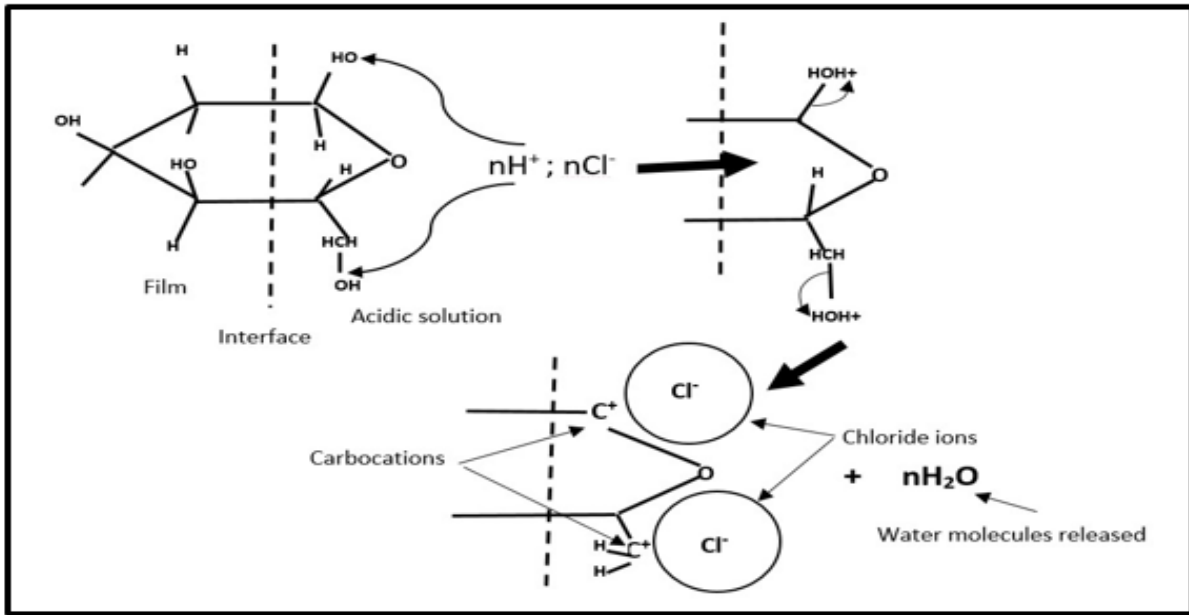 H
HO
OH
H
HO
H
O
nH⁺ ; nCl⁻
H
HCH
OH
Film
Interface
Acidic solution
HOH+
H
O
HCH
HOH+
C⁺
Cl⁻
Carbocations
Chloride ions
O
+ nH₂O
H
C⁺
H
Cl⁻
Water molecules released